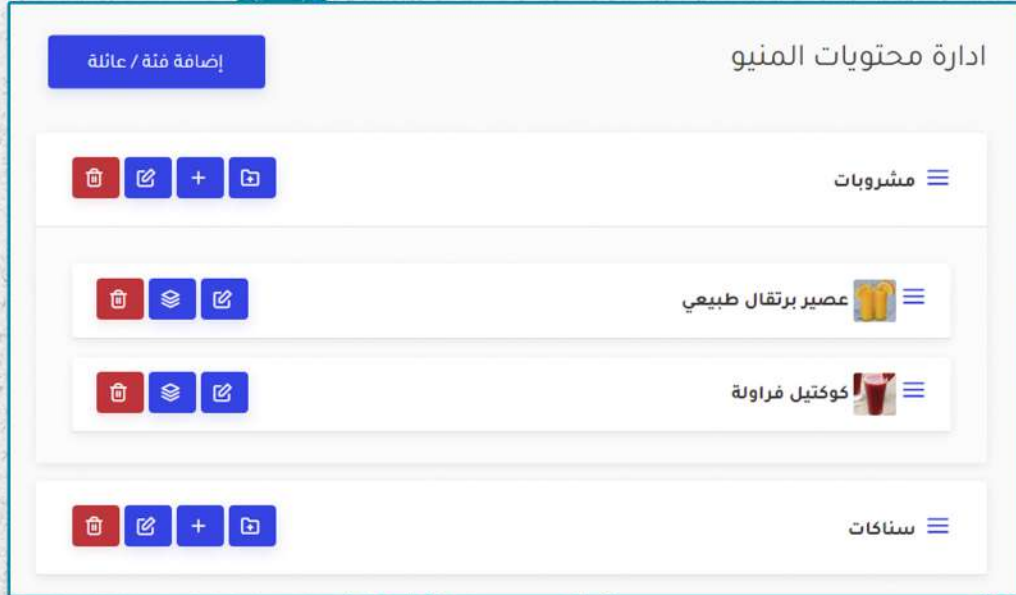 ادارة محتويات المنيو
إضافة فئة / عائلة
مشروبات
عصير برتقال طبيعي
كوكتيل فراولة
سناكات